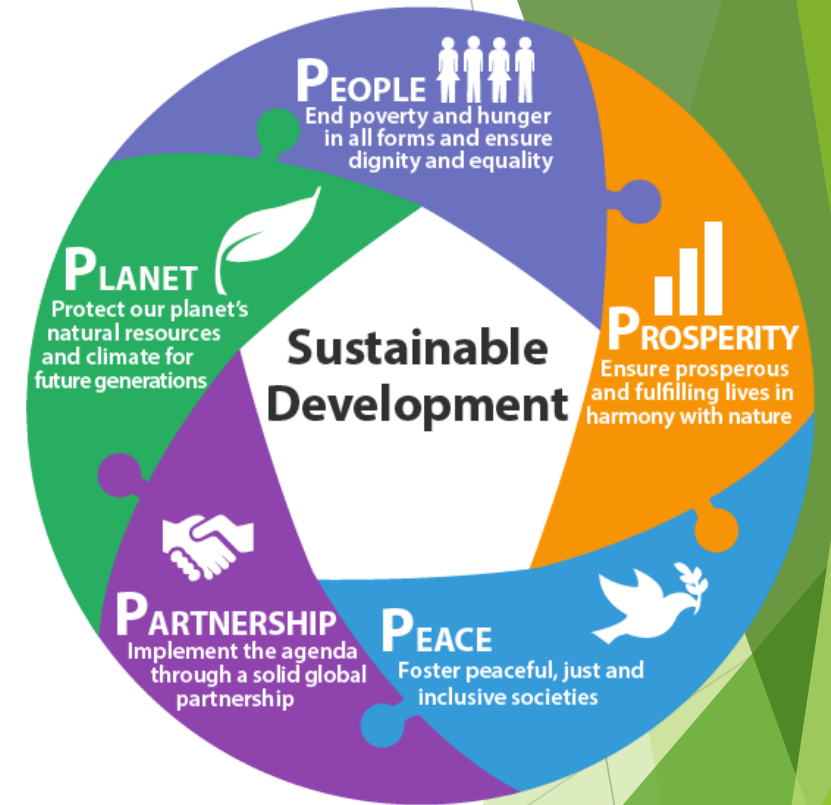 PEOPLE
End poverty and hunger
in all forms and ensure
dignity and equality
PLANET
Protect our planet's
natural resources
and climate for
future generations
Sustainable
Development
PROSPERITY
Ensure prosperous
and fulfilling lives in
harmony with nature
PARTNERSHIP
Implement the agenda
through a solid global
partnership
PEACE
Foster peaceful, just and
inclusive societies